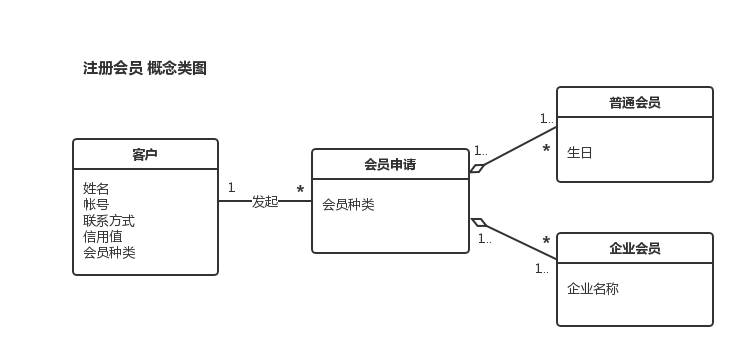 注册会员 概念类图
客户
姓名
帐号
联系方式
信用值
会员种类
1
发起
*
会员申请
会员种类
1..
1..
*
普通会员
生日
1..
*
1..
企业会员
企业名称